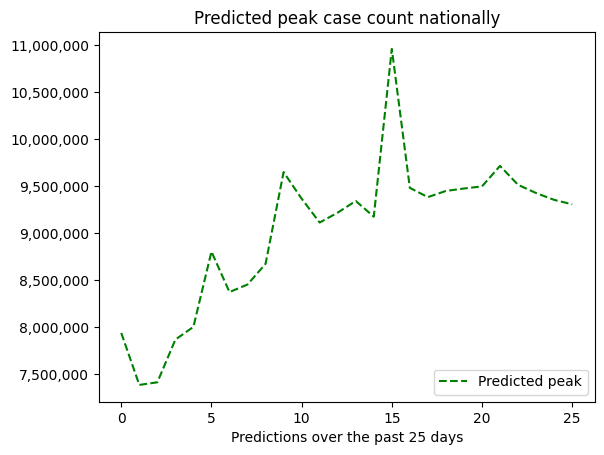 Predicted peak case count nationally
11,000,000
10,500,000
10,000,000
9,500,000
9,000,000
8,500,000
8,000,000
7,500,000
Predicted peak
0 5 10 15 20 25
Predictions over the past 25 days